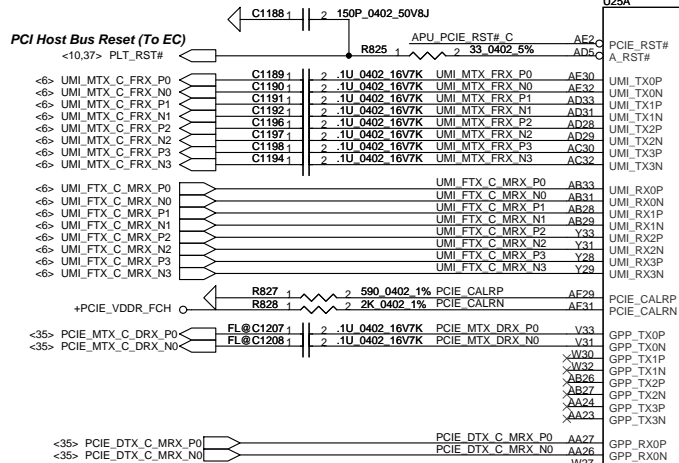 U25A
C1188 1 2 150P_0402_50V8J
PCI Host Bus Reset (To EC)
APU_PCIE_RST#_C AE2 PCIE_RST#
<10,37> PLT_RST# R825 1 2 33_0402_5% AD5 A_RST#
<6> UMI_MTX_C_FRX_P0 C1189 1 2 .1U_0402_16V7K UMI_MTX_FRX_P0 AE30 UMI_TX0P
<6> UMI_MTX_C_FRX_N0 C1190 1 2 .1U_0402_16V7K UMI_MTX_FRX_N0 AE32 UMI_TX0N
<6> UMI_MTX_C_FRX_P1 C1191 1 2 .1U_0402_16V7K UMI_MTX_FRX_P1 AD33 UMI_TX1P
<6> UMI_MTX_C_FRX_N1 C1192 1 2 .1U_0402_16V7K UMI_MTX_FRX_N1 AD31 UMI_TX1N
<6> UMI_MTX_C_FRX_P2 C1196 1 2 .1U_0402_16V7K UMI_MTX_FRX_P2 AD28 UMI_TX2P
<6> UMI_MTX_C_FRX_N2 C1197 1 2 .1U_0402_16V7K UMI_MTX_FRX_N2 AD29 UMI_TX2N
<6> UMI_MTX_C_FRX_P3 C1198 1 2 .1U_0402_16V7K UMI_MTX_FRX_P3 AC30 UMI_TX3P
<6> UMI_MTX_C_FRX_N3 C1194 1 2 .1U_0402_16V7K UMI_MTX_FRX_N3 AC32 UMI_TX3N
<6> UMI_FTX_C_MRX_P0 UMI_FTX_C_MRX_P0 AB33 UMI_RX0P
<6> UMI_FTX_C_MRX_N0 UMI_FTX_C_MRX_N0 AB31 UMI_RX0N
<6> UMI_FTX_C_MRX_P1 UMI_FTX_C_MRX_P1 AB28 UMI_RX1P
<6> UMI_FTX_C_MRX_N1 UMI_FTX_C_MRX_N1 AB29 UMI_RX1N
<6> UMI_FTX_C_MRX_P2 UMI_FTX_C_MRX_P2 Y33 UMI_RX2P
<6> UMI_FTX_C_MRX_N2 UMI_FTX_C_MRX_N2 Y31 UMI_RX2N
<6> UMI_FTX_C_MRX_P3 UMI_FTX_C_MRX_P3 Y28 UMI_RX3P
<6> UMI_FTX_C_MRX_N3 UMI_FTX_C_MRX_N3 Y29 UMI_RX3N
R827 1 2 590_0402_1% PCIE_CALRP AF29 PCIE_CALRP
+PCIE_VDDR_FCH R828 1 2 2K_0402_1% PCIE_CALRN AF31 PCIE_CALRN
<35> PCIE_MTX_C_DRX_P0 FL@C1207 1 2 .1U_0402_16V7K PCIE_MTX_DRX_P0 V33 GPP_TX0P
<35> PCIE_MTX_C_DRX_N0 FL@C1208 1 2 .1U_0402_16V7K PCIE_MTX_DRX_N0 V31 GPP_TX0N
W30 GPP_TX1P
W32 GPP_TX1N
AB26 GPP_TX2P
AB27 GPP_TX2N
AA24 GPP_TX3P
AA23 GPP_TX3N
<35> PCIE_DTX_C_MRX_P0 PCIE_DTX_C_MRX_P0 AA27 GPP_RX0P
<35> PCIE_DTX_C_MRX_N0 PCIE_DTX_C_MRX_N0 AA26 GPP_RX0N
W27